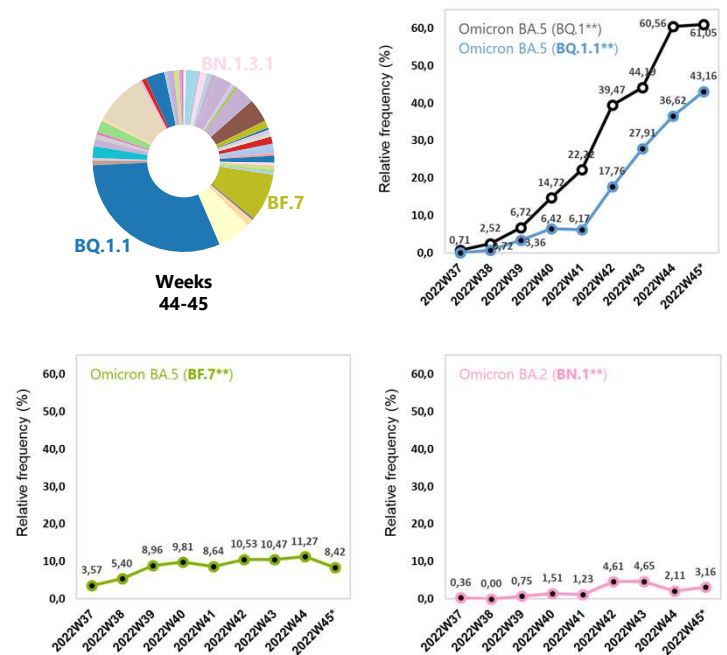 BN.1.3.1
BF.7
BQ.1.1
Weeks
44-45
Omicron BA.5 (BQ.1**)
Omicron BA.5 (BQ.1.1**)
Relative frequency (%)
60,0
50,0
40,0
30,0
20,0
10,0
0,0
0,71
2,52
6,72
14,72
22,22
39,47
44,19
60,56
61,05
0,72
3,36
6,42
6,17
17,76
27,91
36,62
43,16
2022W37
2022W38
2022W39
2022W40
2022W41
2022W42
2022W43
2022W44
2022W45*
Omicron BA.5 (BF.7**)
Relative frequency (%)
60,0
50,0
40,0
30,0
20,0
10,0
0,0
3,57
5,40
8,96
9,81
8,64
10,53
10,47
11,27
8,42
2022W37
2022W38
2022W39
2022W40
2022W41
2022W42
2022W43
2022W44
2022W45*
Omicron BA.2 (BN.1**)
Relative frequency (%)
60,0
50,0
40,0
30,0
20,0
10,0
0,0
0,36
0,00
0,75
1,51
1,23
4,61
4,65
2,11
3,16
2022W37
2022W38
2022W39
2022W40
2022W41
2022W42
2022W43
2022W44
2022W45*